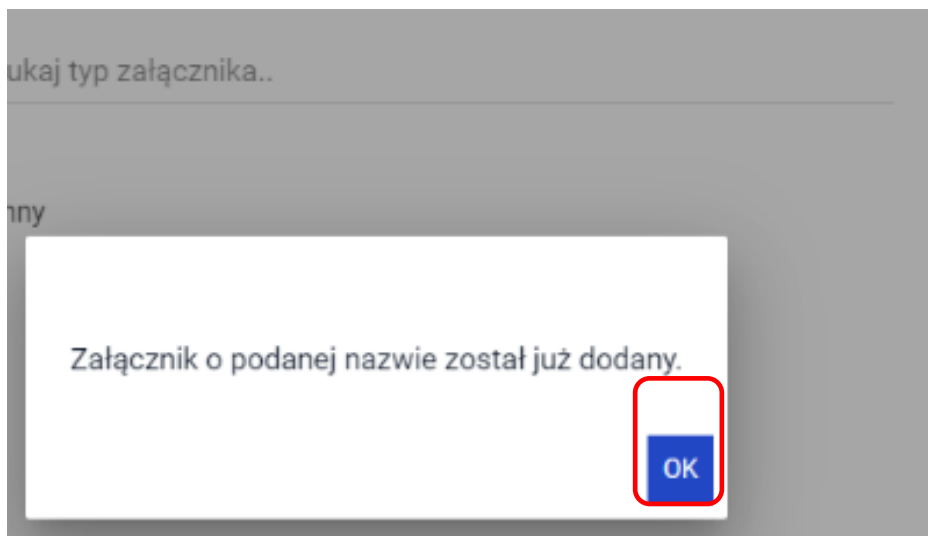 ukaj typ załącznika..
nny
Załącznik o podanej nazwie został już dodany.
OK